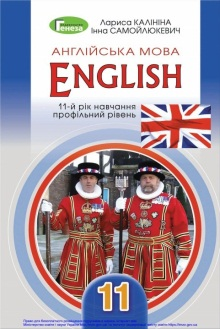 Генеза
Лариса КАЛІНІНА
Інна САМОЙЛЮКЕВИЧ
АНГЛІЙСЬКА МОВА
ENGLISH
11-й рік навчання
профільний рівень
11